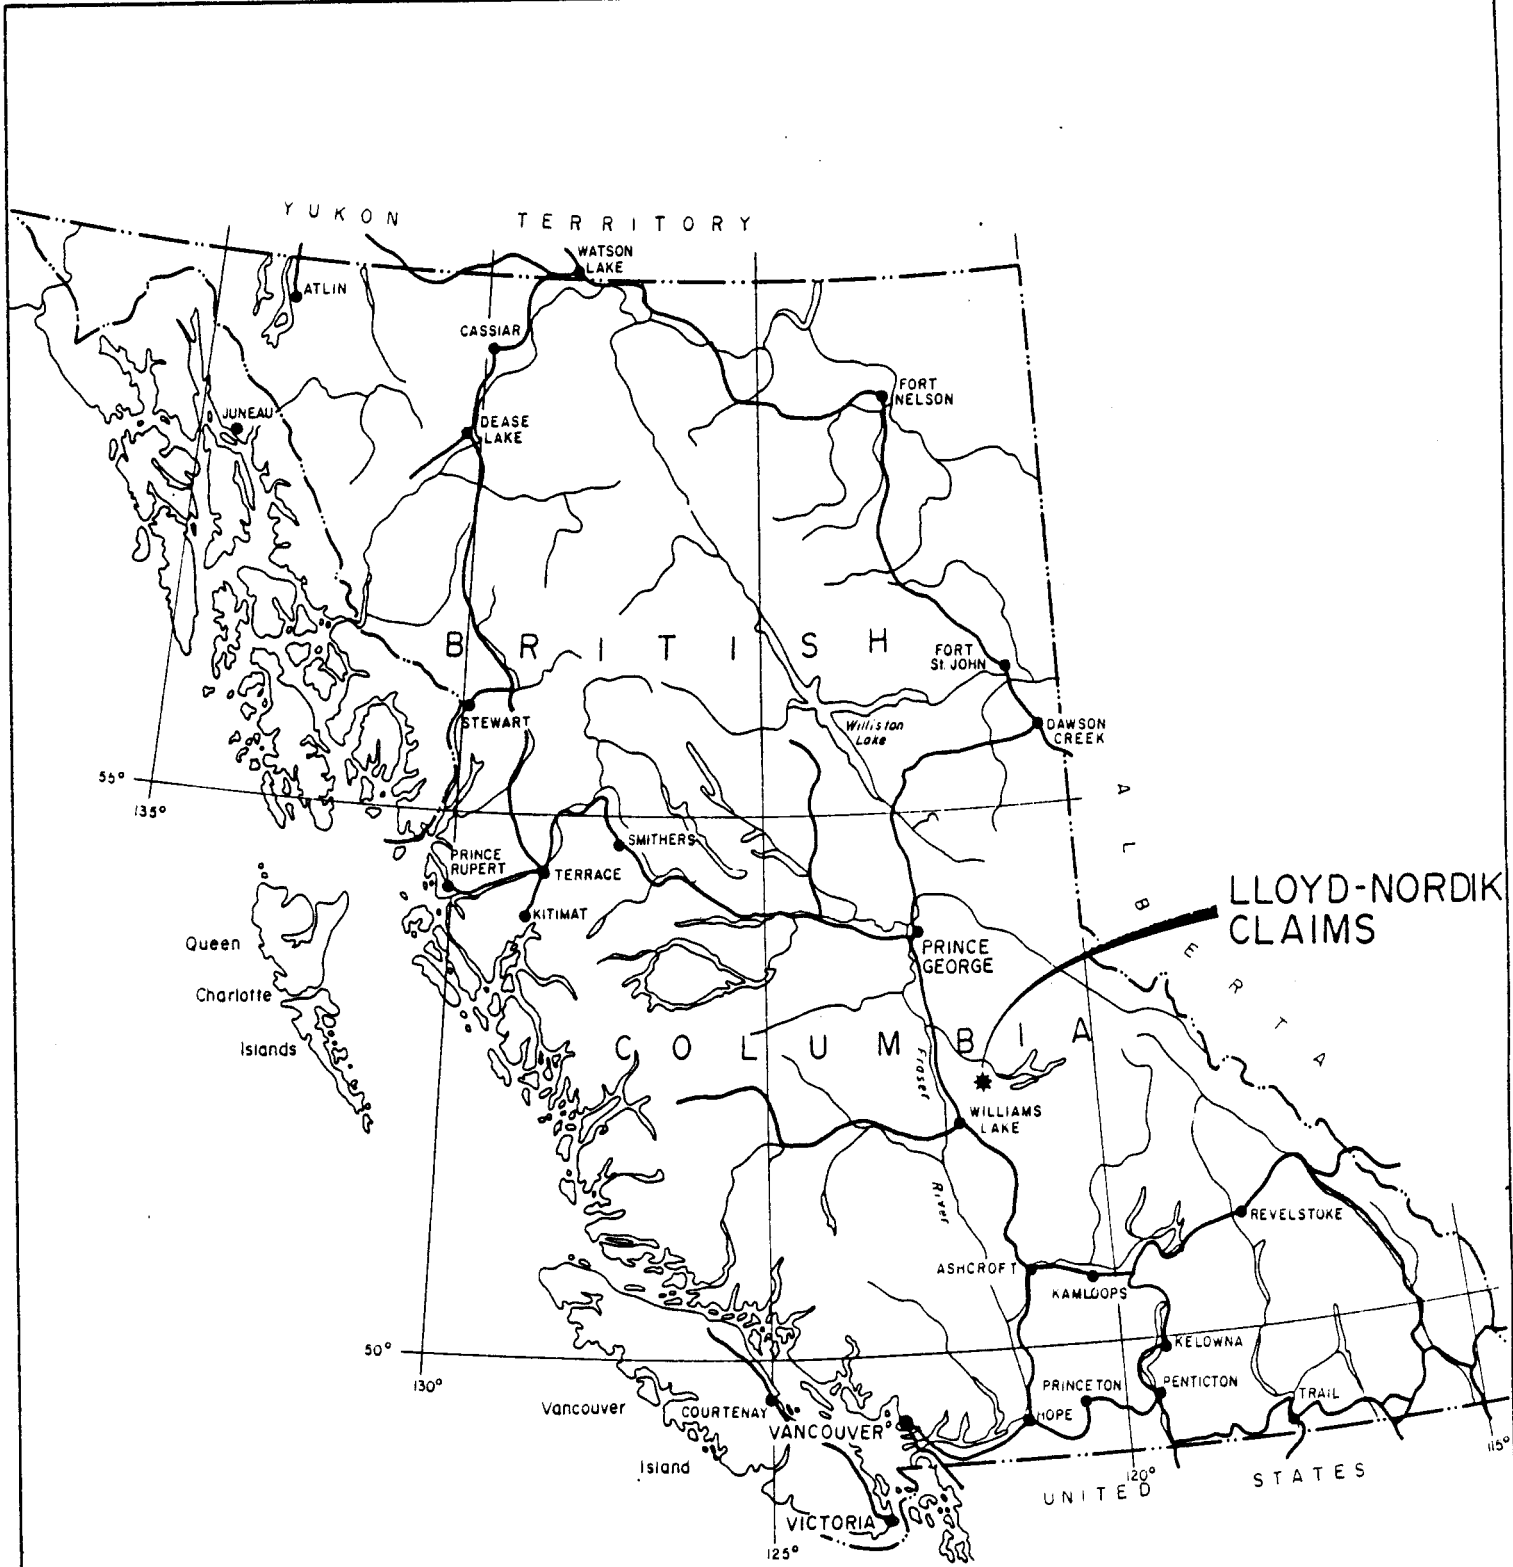 YUKON TERRITORY
WATSON
LAKE
ATLIN
CASSIAR
FORT
NELSON
JUNEAU
DEASE
LAKE
BRITISH
FORT
St. JOHN
STEWART
Williston
Lake
DAWSON
CREEK
55°
135°
ALBERTA
SMITHERS
PRINCE
RUPERT
TERRACE
KITIMAT
LLOYD-NORDIK
CLAIMS
PRINCE
GEORGE
Queen
Charlotte
Islands
COLUMBIA
Fraser
River
WILLIAMS
LAKE
REVELSTOKE
ASHCROFT
KAMLOOPS
50°
130°
KELOWNA
PRINCETON
PENTICTON
TRAIL
HOPE
Vancouver
Island
COURTENAY
VANCOUVER
VICTORIA
125°
120°
115°
UNITED STATES